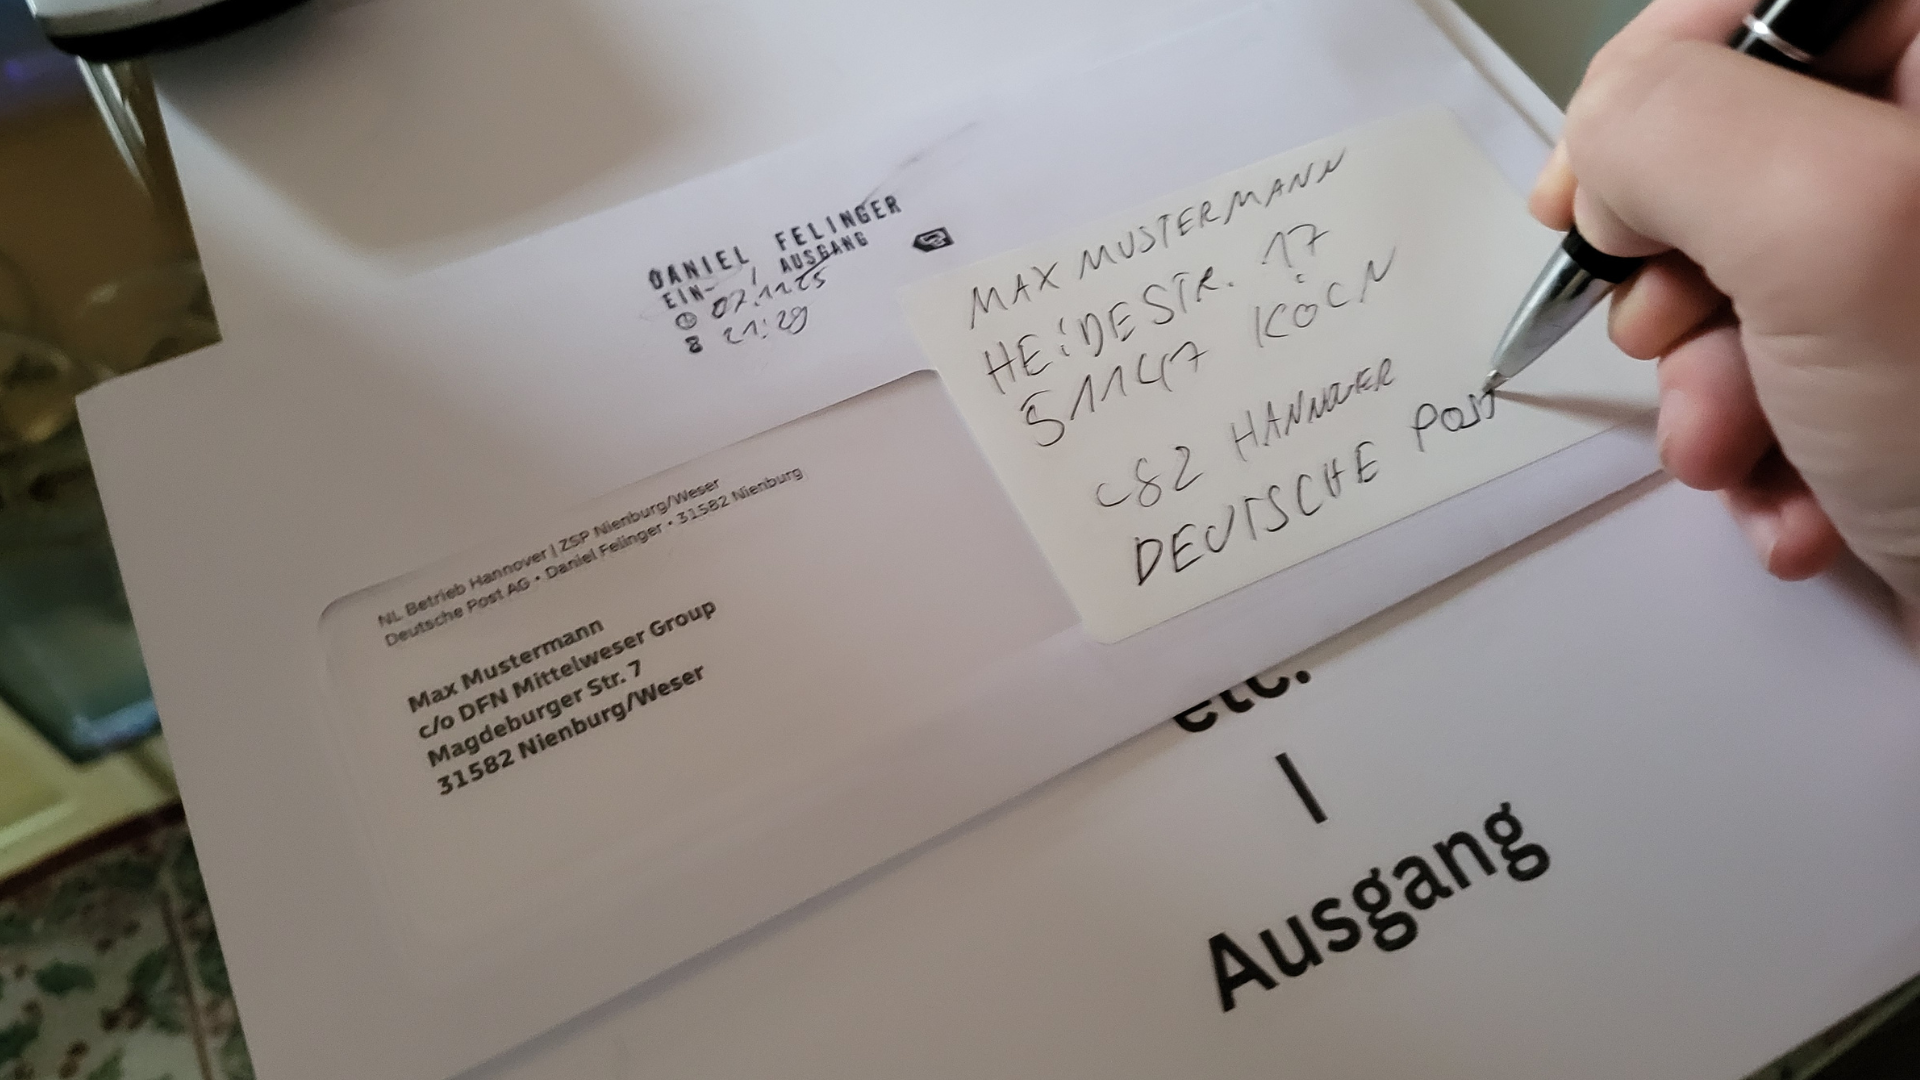 DANIEL FELINGER
EIN- / AUSGANG
07.11.25
21:29
MAX MUSTERMANN
HEIDESTR. 17
51147 KÖLN
CSZ HANNOVER
DEUTSCHE POST
NL Betrieb Hannover | ZSP Nienburg/Weser
Deutsche Post AG • Daniel Felinger • 31582 Nienburg
Max Mustermann
c/o DFN Mittelweser Group
Magdeburger Str. 7
31582 Nienburg/Weser
etc.
|
Ausgang